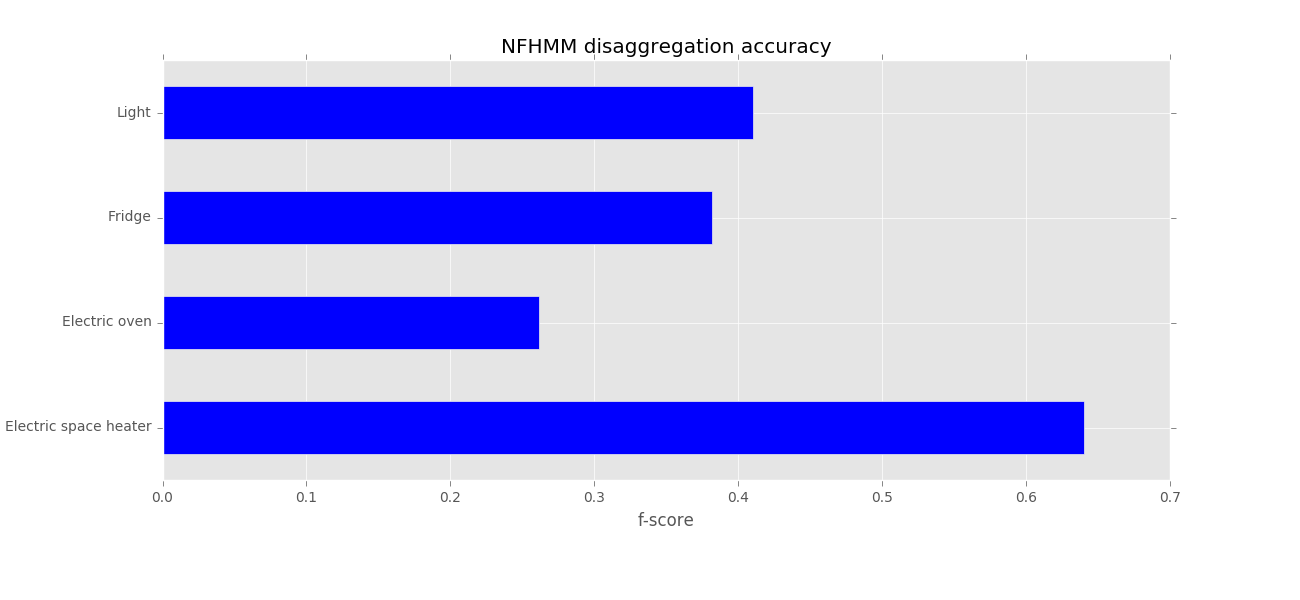 NFHMM disaggregation accuracy
Light
Fridge
Electric oven
Electric space heater
0.0 0.1 0.2 0.3 0.4 0.5 0.6 0.7
f-score